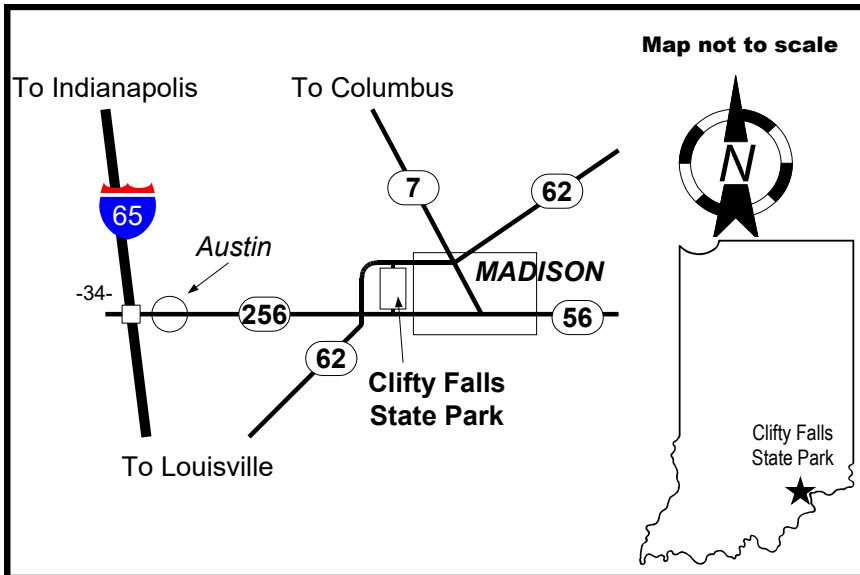 Map not to scale
To Indianapolis
To Columbus
N
7
62
65
Austin
MADISON
-34-
256
56
62
Clifty Falls
State Park
To Louisville
Clifty Falls
State Park